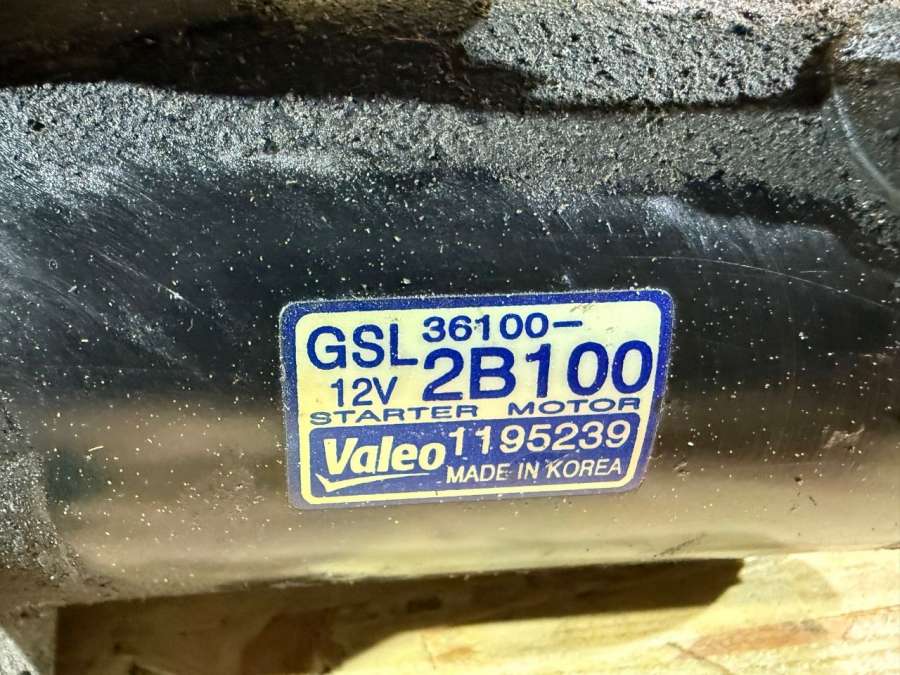 GSL 36100-
12V 2B100
STARTER MOTOR
Valeo 1195239
MADE IN KOREA